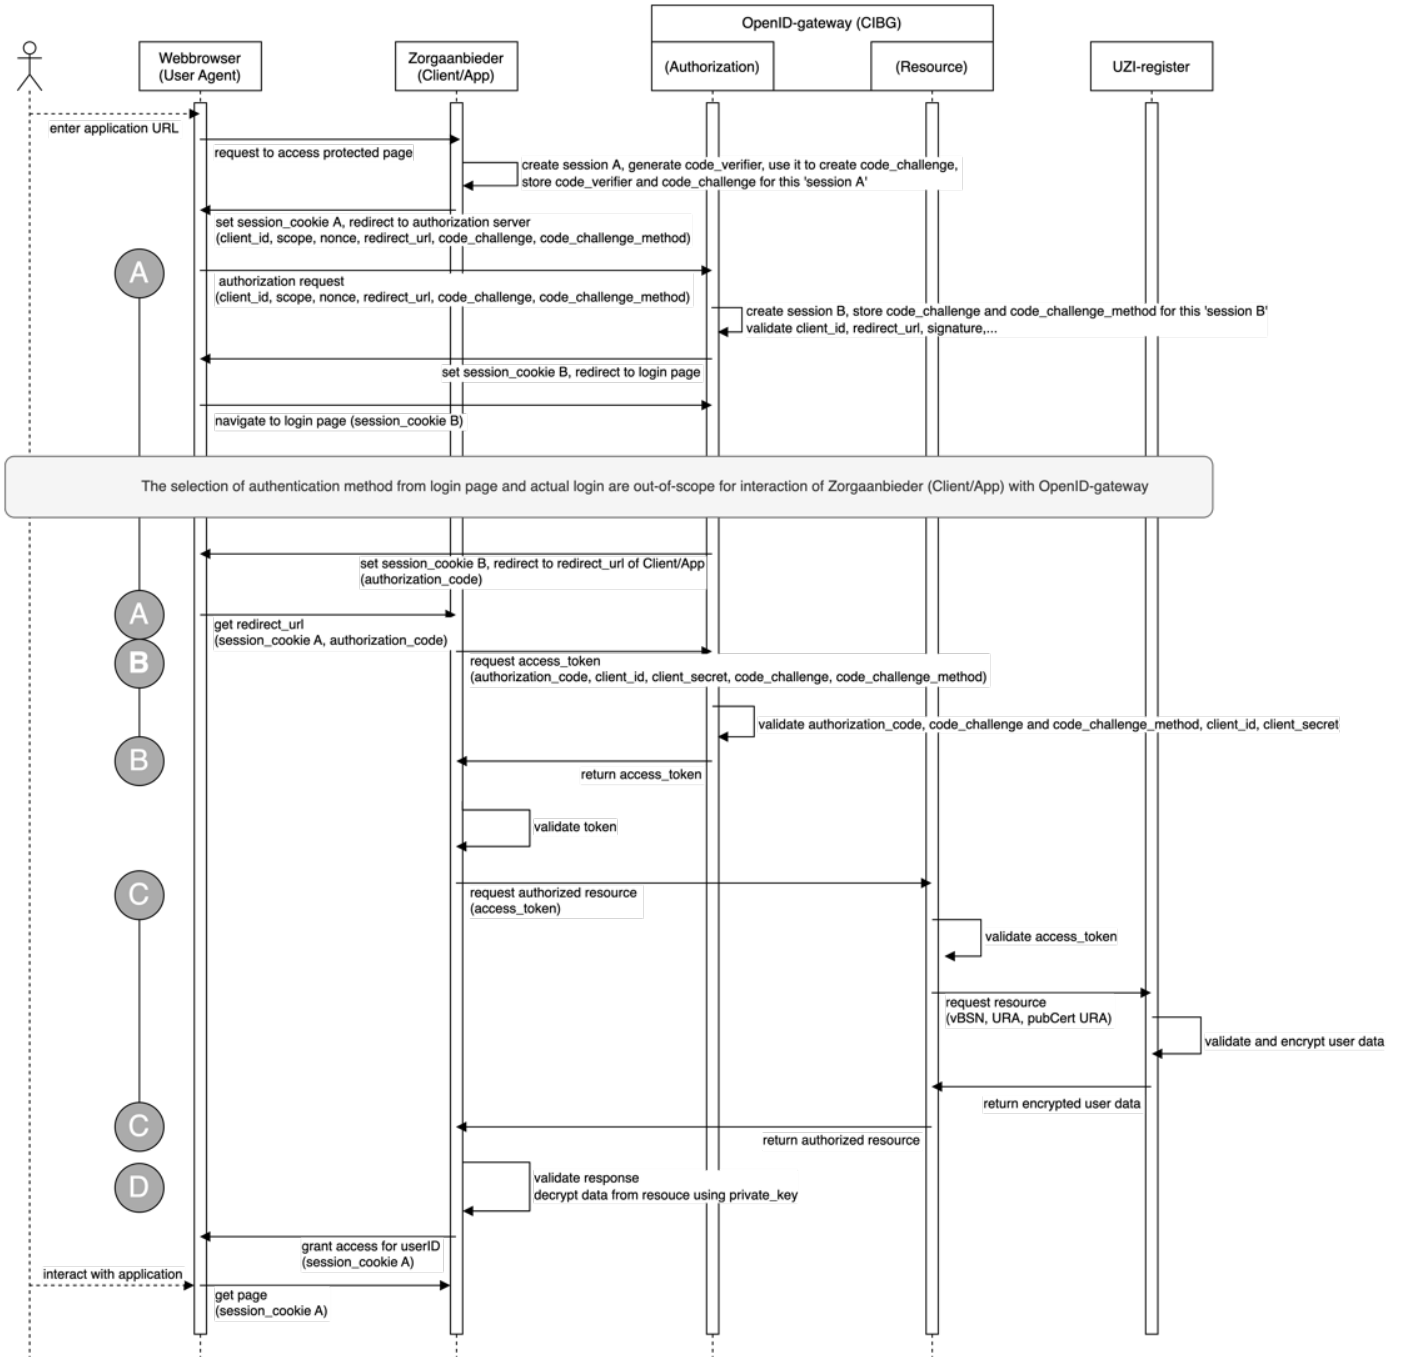 OpenID-gateway (CIBG)
Webbrowser
(User Agent)
Zorgaanbieder
(Client/App)
(Authorization)
(Resource)
UZI-register
enter application URL
request to access protected page
create session A, generate code_verifier, use it to create code_challenge,
store code_verifier and code_challenge for this 'session A'
set session_cookie A, redirect to authorization server
(client_id, scope, nonce, redirect_url, code_challenge, code_challenge_method)
A
authorization request
(client_id, scope, nonce, redirect_url, code_challenge, code_challenge_method)
create session B, store code_challenge and code_challenge_method for this 'session B'
validate client_id, redirect_url, signature,...
set session_cookie B, redirect to login page
navigate to login page (session_cookie B)
The selection of authentication method from login page and actual login are out-of-scope for interaction of Zorgaanbieder (Client/App) with OpenID-gateway
set session_cookie B, redirect to redirect_url of Client/App
(authorization_code)
A
get redirect_url
(session_cookie A, authorization_code)
B
request access_token
(authorization_code, client_id, client_secret, code_challenge, code_challenge_method)
validate authorization_code, code_challenge and code_challenge_method, client_id, client_secret
B
return access_token
validate token
C
request authorized resource
(access_token)
validate access_token
request resource
(vBSN, URA, pubCert URA)
validate and encrypt user data
return encrypted user data
C
return authorized resource
D
validate response
decrypt data from resouce using private_key
grant access for userID
(session_cookie A)
interact with application
get page
(session_cookie A)